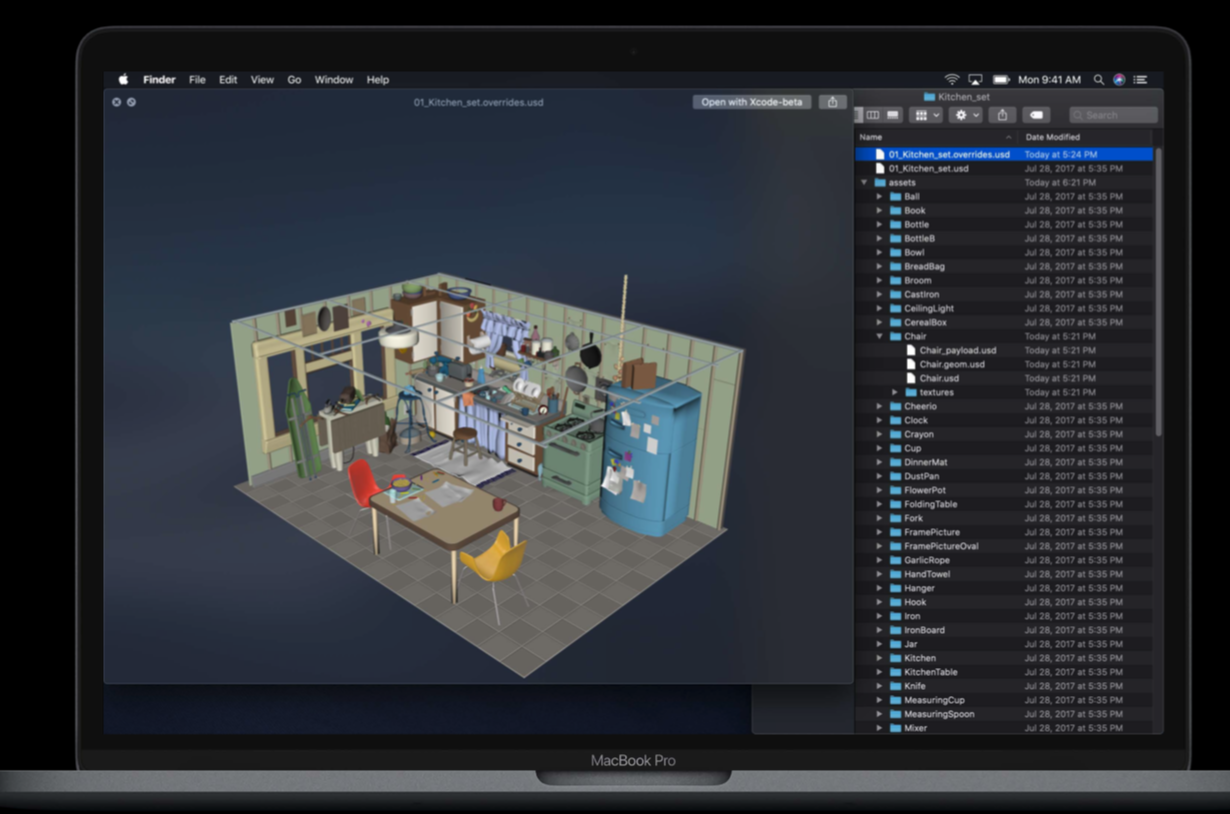 Finder File Edit View Go Window Help Mon 9:41 AM
01_Kitchen_set.overrides.usd Open with Xcode-beta
Kitchen_set
Search
Name Date Modified
01_Kitchen_set.overrides.usd Today at 5:24 PM
01_Kitchen_set.usd Jul 28, 2017 at 5:35 PM
assets Today at 6:21 PM
Ball Jul 28, 2017 at 5:35 PM
Book Jul 28, 2017 at 5:35 PM
Bottle Jul 28, 2017 at 5:35 PM
BottleB Jul 28, 2017 at 5:35 PM
Bowl Jul 28, 2017 at 5:35 PM
BreadBag Jul 28, 2017 at 5:35 PM
Broom Jul 28, 2017 at 5:35 PM
CastIron Jul 28, 2017 at 5:35 PM
CeilingLight Jul 28, 2017 at 5:35 PM
CerealBox Jul 28, 2017 at 5:35 PM
Chair Today at 5:21 PM
Chair_payload.usd Today at 5:21 PM
Chair.geom.usd Today at 5:21 PM
Chair.usd Today at 5:21 PM
textures Today at 5:21 PM
Cheerio Jul 28, 2017 at 5:35 PM
Clock Jul 28, 2017 at 5:35 PM
Crayon Jul 28, 2017 at 5:35 PM
Cup Jul 28, 2017 at 5:35 PM
DinnerMat Jul 28, 2017 at 5:35 PM
DustPan Jul 28, 2017 at 5:35 PM
FlowerPot Jul 28, 2017 at 5:35 PM
FoldingTable Jul 28, 2017 at 5:35 PM
Fork Jul 28, 2017 at 5:35 PM
FramePicture Jul 28, 2017 at 5:35 PM
FramePictureOval Jul 28, 2017 at 5:35 PM
GarlicRope Jul 28, 2017 at 5:35 PM
HandTowel Jul 28, 2017 at 5:35 PM
Hanger Jul 28, 2017 at 5:35 PM
Hook Jul 28, 2017 at 5:35 PM
Iron Jul 28, 2017 at 5:35 PM
IronBoard Jul 28, 2017 at 5:35 PM
Jar Jul 28, 2017 at 5:35 PM
Kitchen Jul 28, 2017 at 5:35 PM
KitchenTable Jul 28, 2017 at 5:35 PM
Knife Jul 28, 2017 at 5:35 PM
MeasuringCup Jul 28, 2017 at 5:35 PM
MeasuringSpoon Jul 28, 2017 at 5:35 PM
Mixer Jul 28, 2017 at 5:35 PM
MacBook Pro